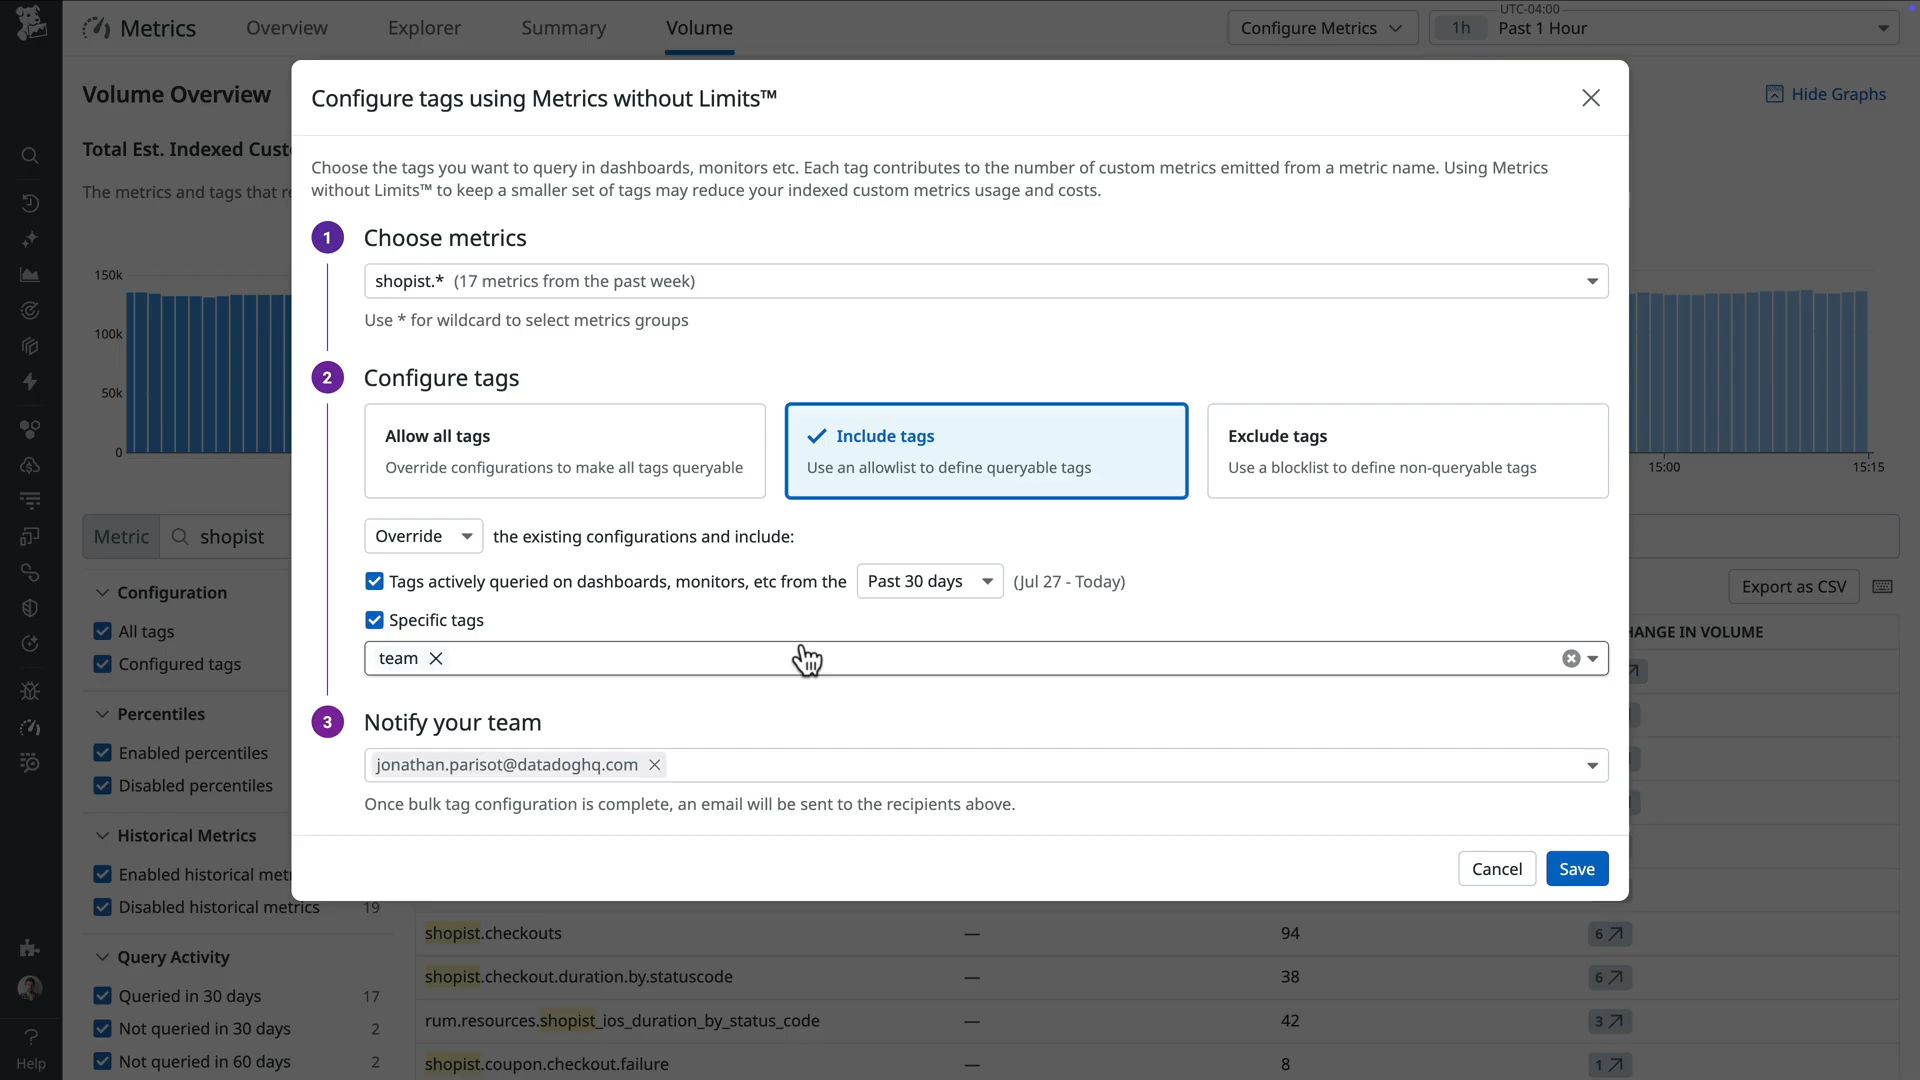 Metrics
Overview
Explorer
Summary
Volume
Configure Metrics
UTC-04:00
1h Past 1 Hour
Volume Overview
Hide Graphs
Total Est. Indexed Cust
The metrics and tags that re
150k
100k
50k
0
15:00
15:15
Configure tags using Metrics without Limits™
Choose the tags you want to query in dashboards, monitors etc. Each tag contributes to the number of custom metrics emitted from a metric name. Using Metrics
without Limits™ to keep a smaller set of tags may reduce your indexed custom metrics usage and costs.
1 Choose metrics
shopist.* (17 metrics from the past week)
Use * for wildcard to select metrics groups
2 Configure tags
Allow all tags
Override configurations to make all tags queryable
Include tags
Use an allowlist to define queryable tags
Exclude tags
Use a blocklist to define non-queryable tags
Override the existing configurations and include:
Tags actively queried on dashboards, monitors, etc from the Past 30 days (Jul 27 - Today)
Specific tags
team
3 Notify your team
jonathan.parisot@datadoghq.com
Once bulk tag configuration is complete, an email will be sent to the recipients above.
Cancel
Save
Metric shopist
Export as CSV
HANGE IN VOLUME
Configuration
All tags
Configured tags
Percentiles
Enabled percentiles
Disabled percentiles
Historical Metrics
Enabled historical met
Disabled historical metrics 19
Query Activity
Queried in 30 days 17
Not queried in 30 days 2
Not queried in 60 days 2
shopist.checkouts — 94 6
shopist.checkout.duration.by.statuscode — 38 6
rum.resources.shopist_ios_duration_by_status_code — 42 3
shopist.coupon.checkout.failure — 8 1
Help